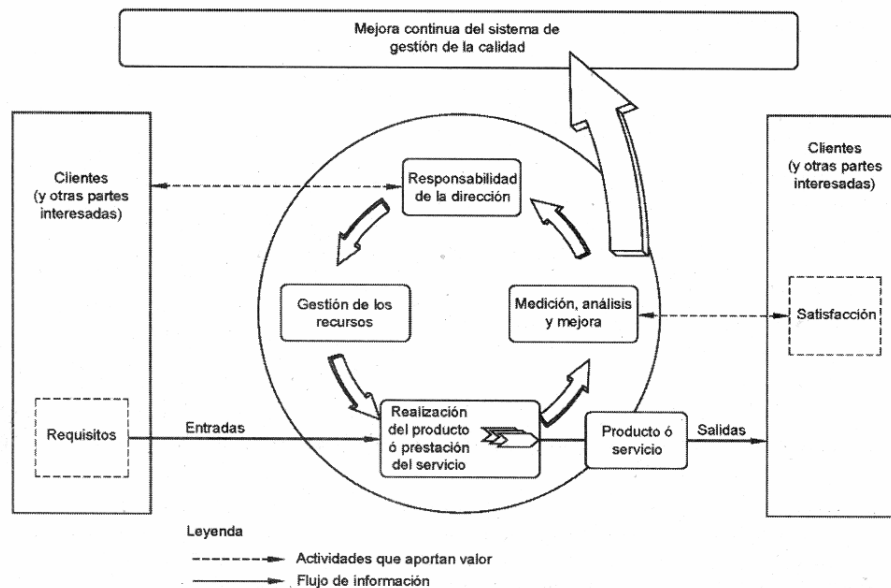 Mejora continua del sistema de
gestión de la calidad
Clientes
(y otras partes
interesadas)
Responsabilidad
de la dirección
Clientes
(y otras partes
interesadas)
Gestión de los
recursos
Medición, análisis
y mejora
Satisfacción
Requisitos
Entradas
Realización
del producto
ó prestación
del servicio
Producto ó
servicio
Salidas
Leyenda
Actividades que aportan valor
Flujo de información